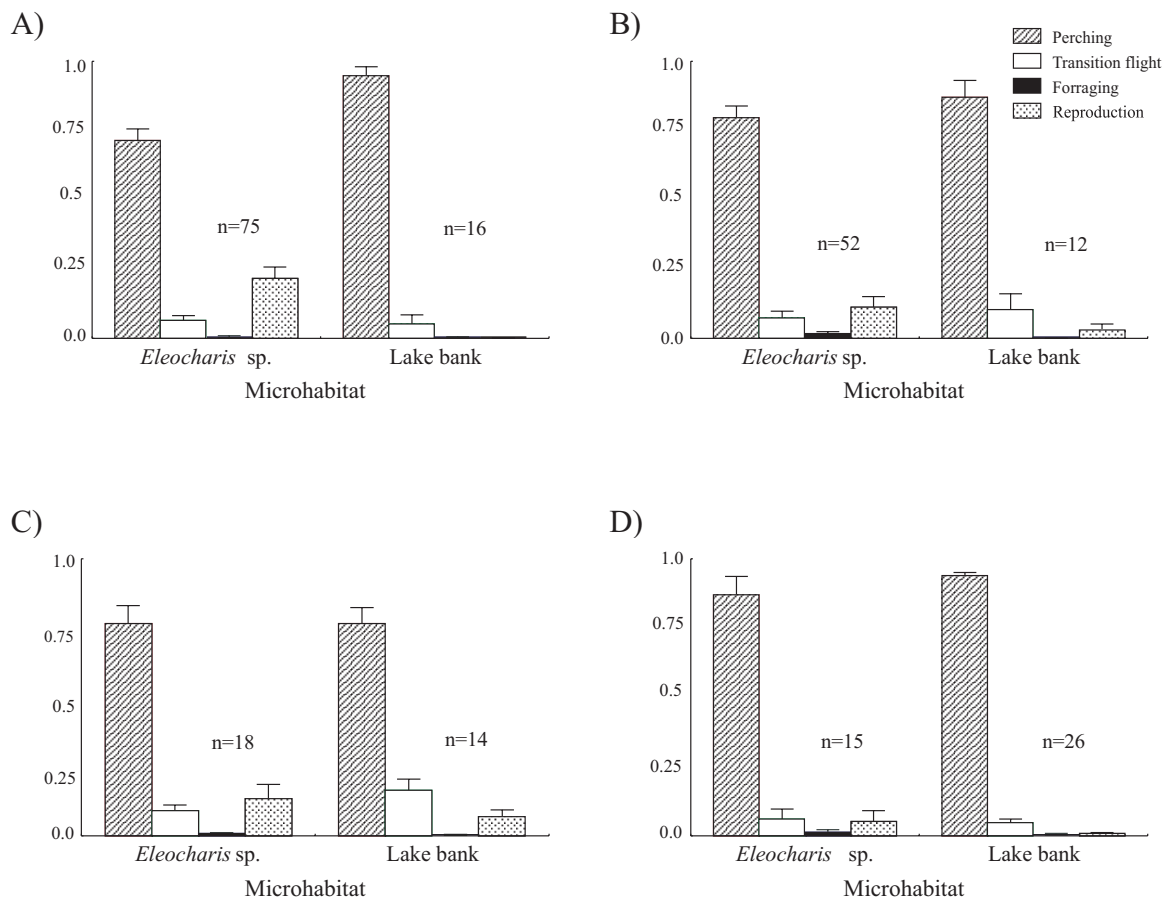 A)
1.0
0.75
0.5
0.25
0.0
n=75
n=16
Eleocharis sp.
Lake bank
Microhabitat
B)
Perching
Transition flight
Forraging
Reproduction
1.0
0.75
0.5
0.25
0.0
n=52
n=12
Eleocharis sp.
Lake bank
Microhabitat
C)
1.0
0.75
0.5
0.25
0.0
n=18
n=14
Eleocharis sp.
Lake bank
Microhabitat
D)
1.0
0.75
0.5
0.25
0.0
n=15
n=26
Eleocharis sp.
Lake bank
Microhabitat